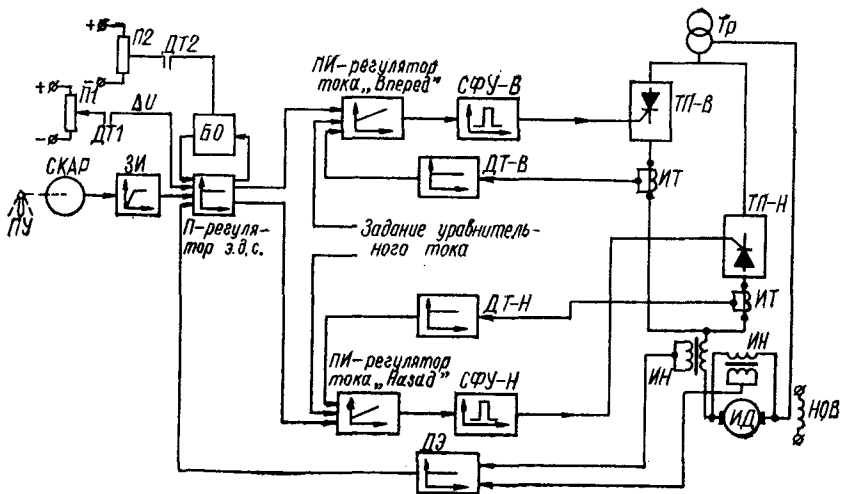 + П2 ДТ2
+ П1 ΔU
- ДТ1
БО
СКАР ЗИ
ПУ
П-регуля-
тор э.д.с.
ПИ-регулятор
тока „Вперед"
СФУ-В
ДТ-В
Задание уравнитель-
ного тока
ДТ-Н
ПИ-регулятор
тока „Назад"
СФУ-Н
ДЭ
Тр
ТП-В
ИТ
ТП-Н
ИТ
ИН
ИН
ИД
НОВ